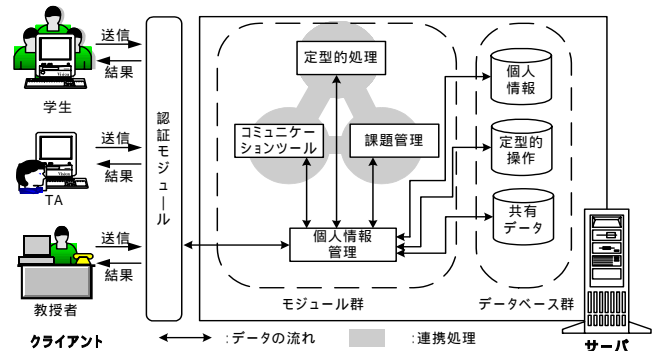 送信
結果
学生
送信
結果
TA
送信
結果
教授者
クライアント
認証モジュール
定型的処理
コミュニケー
ションツール
課題管理
個人情報
管理
モジュール群
個人
情報
定型的
操作
共有
データ
データベース群
サーバ
:データの流れ
:連携処理